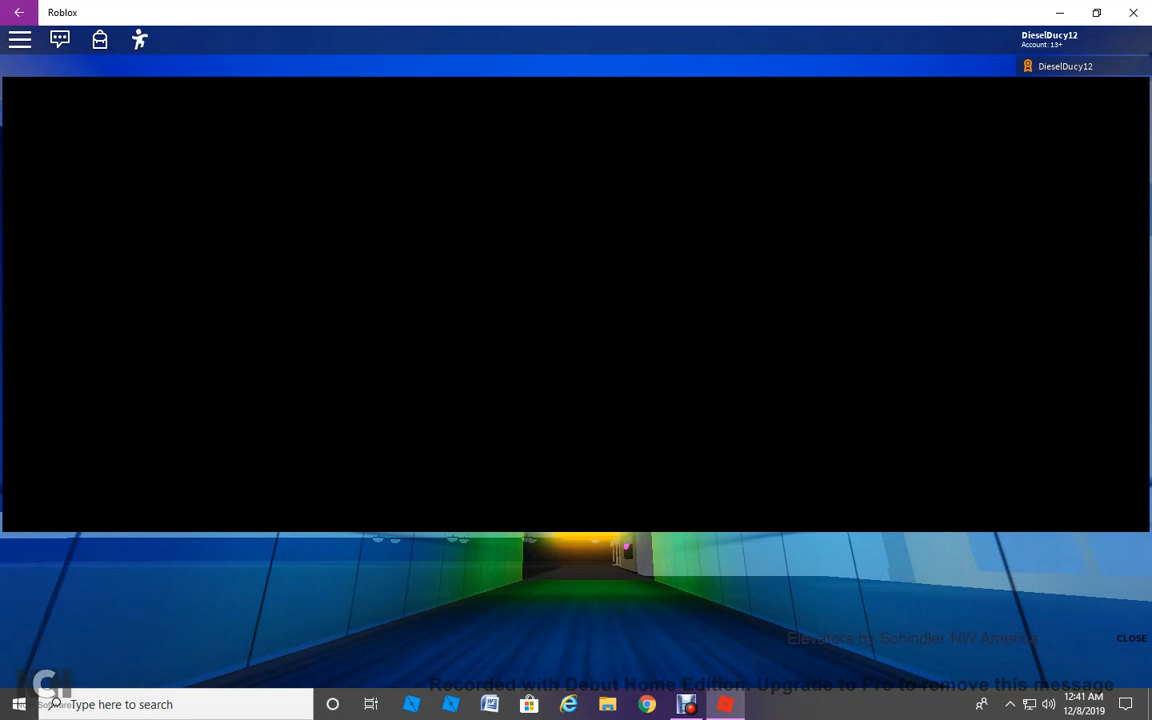 Roblox
DieselDucy12
Account: 13+
DieselDucy12
Elevators by Schindler NW America
CLOSE
Recorded with Debut Home Edition. Upgrade to Pro to remove this message
Type here to search
12:41 AM
12/8/2019